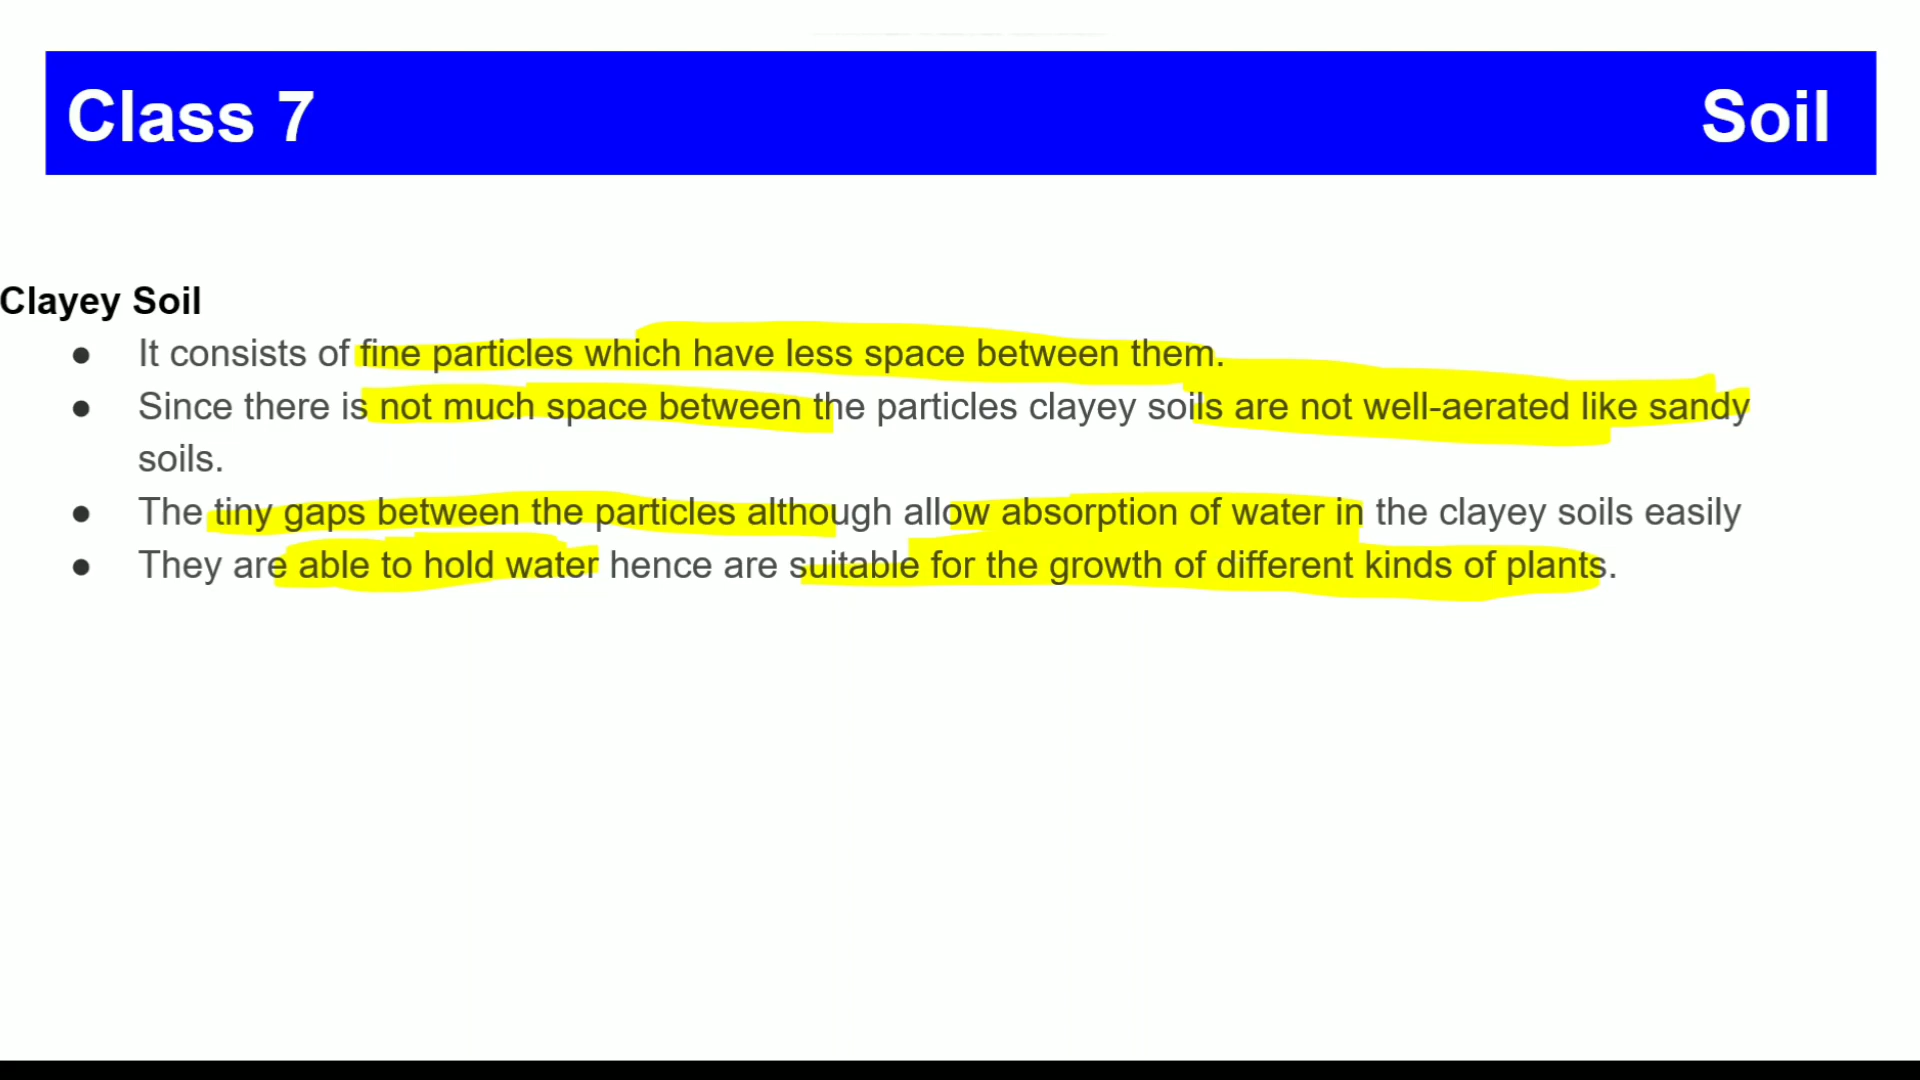 Class 7 Soil
Clayey Soil
● It consists of fine particles which have less space between them.
● Since there is not much space between the particles clayey soils are not well-aerated like sandy
soils.
● The tiny gaps between the particles although allow absorption of water in the clayey soils easily
● They are able to hold water hence are suitable for the growth of different kinds of plants.